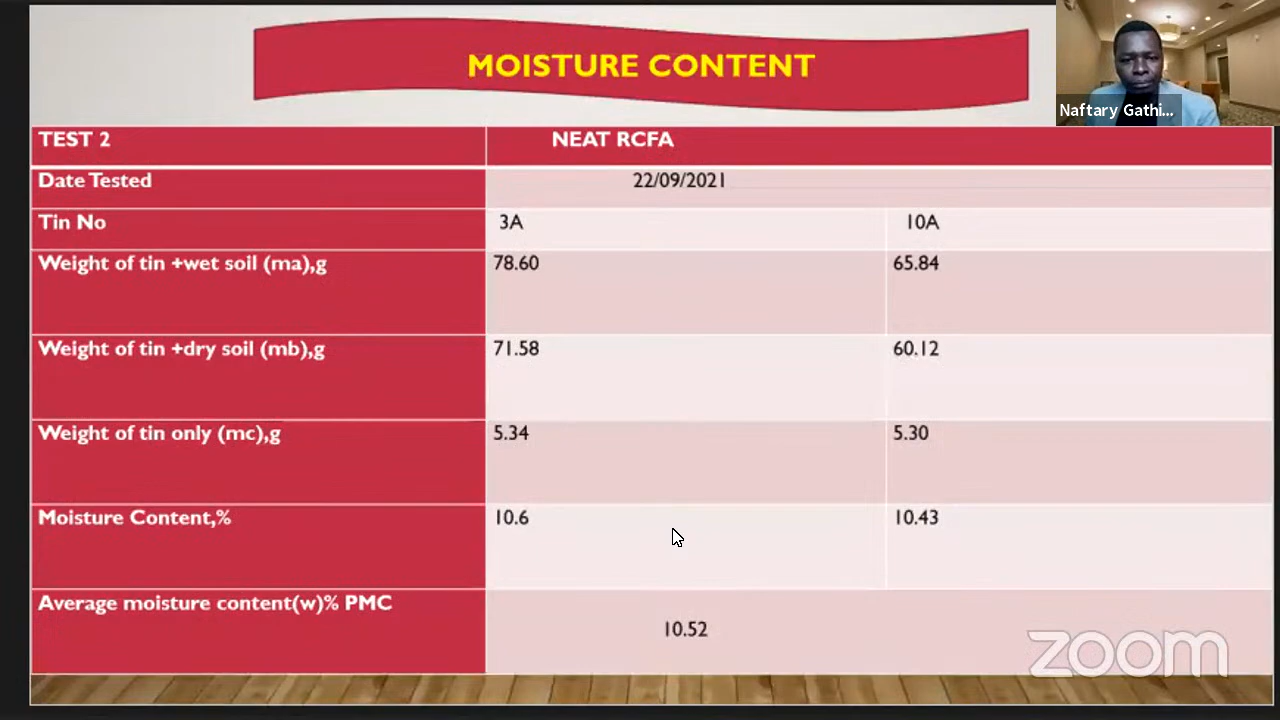 MOISTURE CONTENT
Naftary Gathi...
TEST 2 NEAT RCFA
Date Tested 22/09/2021
Tin No 3A 10A
Weight of tin +wet soil (ma),g 78.60 65.84
Weight of tin +dry soil (mb),g 71.58 60.12
Weight of tin only (mc),g 5.34 5.30
Moisture Content,% 10.6 10.43
Average moisture content(w)% PMC 10.52
zoom